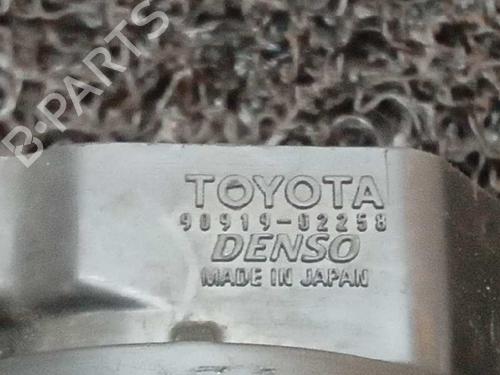 B-PARTS
TOYOTA
90919-02258
DENSO
MADE IN JAPAN